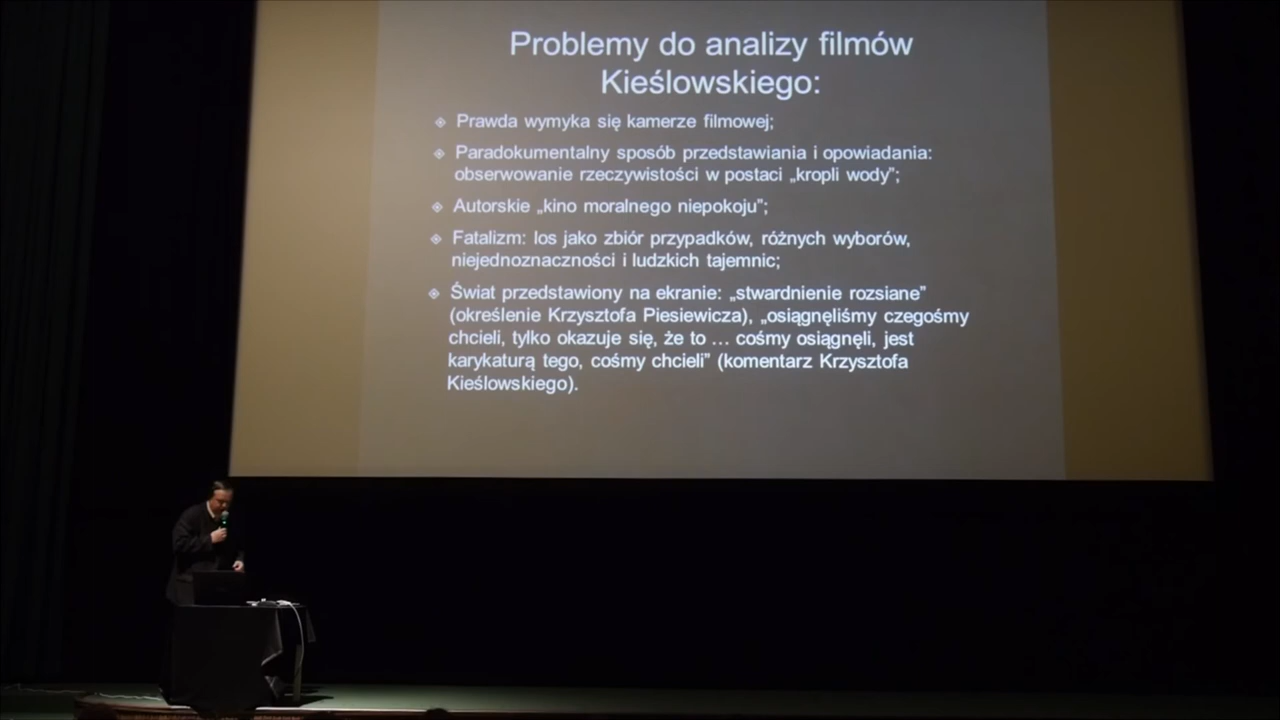 Problemy do analizy filmów
Kieślowskiego:
Prawda wymyka się kamerze filmowej;
Paradokumentalny sposób przedstawiania i opowiadania:
obserwowanie rzeczywistości w postaci „kropli wody”;
Autorskie „kino moralnego niepokoju”;
Fatalizm: los jako zbiór przypadków, różnych wyborów,
niejednoznaczności i ludzkich tajemnic;
Świat przedstawiony na ekranie: „stwardnienie rozsiane”
(określenie Krzysztofa Piesiewicza), „osiągnęliśmy czegośmy
chcieli, tylko okazuje się, że to … cośmy osiągnęli, jest
karykaturą tego, cośmy chcieli” (komentarz Krzysztofa
Kieślowskiego).